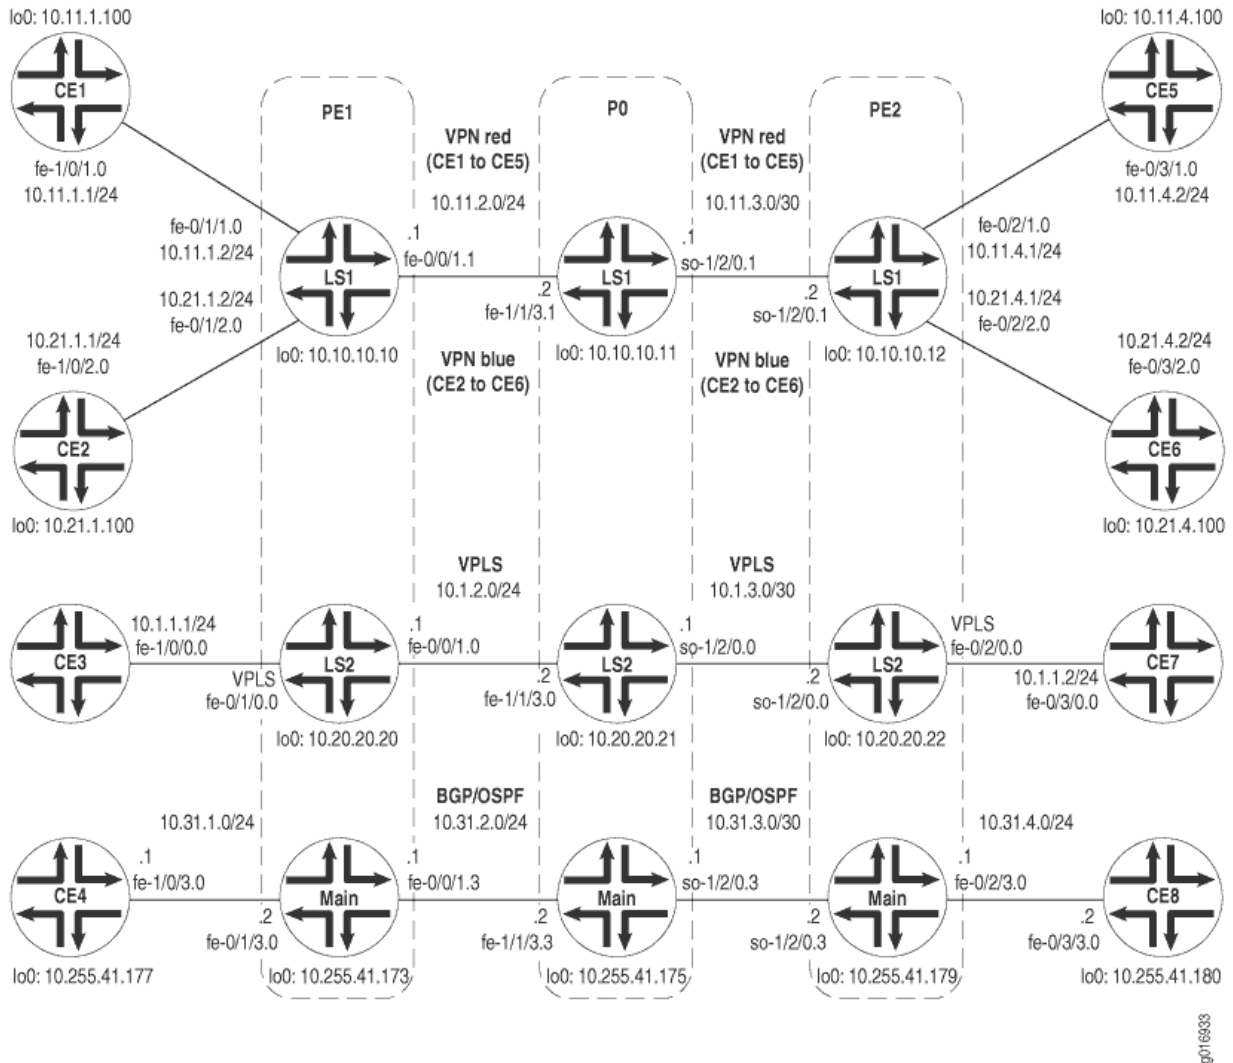 lo0: 10.11.1.100
lo0: 10.11.4.100
CE1
CE5
PE1
P0
PE2
VPN red
(CE1 to CE5)
VPN red
(CE1 to CE5)
fe-1/0/1.0
10.11.1.1/24
fe-0/3/1.0
10.11.4.2/24
10.11.2.0/24
10.11.3.0/30
fe-0/1/1.0
10.11.1.2/24
.1
fe-0/0/1.1
.1
so-1/2/0.1
fe-0/2/1.0
10.11.4.1/24
LS1
LS1
LS1
10.21.1.2/24
fe-0/1/2.0
.2
fe-1/1/3.1
.2
so-1/2/0.1
10.21.4.1/24
fe-0/2/2.0
10.21.1.1/24
fe-1/0/2.0
lo0: 10.10.10.10
VPN blue
(CE2 to CE6)
lo0: 10.10.10.11
VPN blue
(CE2 to CE6)
lo0: 10.10.10.12
10.21.4.2/24
fe-0/3/2.0
CE2
CE6
lo0: 10.21.1.100
lo0: 10.21.4.100
VPLS
10.1.2.0/24
VPLS
10.1.3.0/30
10.1.1.1/24
fe-1/0/0.0
.1
fe-0/0/1.0
.1
so-1/2/0.0
VPLS
fe-0/2/0.0
CE3
LS2
LS2
LS2
CE7
VPLS
fe-0/1/0.0
.2
fe-1/1/3.0
.2
so-1/2/0.0
10.1.1.2/24
fe-0/3/0.0
lo0: 10.20.20.20
lo0: 10.20.20.21
lo0: 10.20.20.22
BGP/OSPF
10.31.2.0/24
BGP/OSPF
10.31.3.0/30
10.31.1.0/24
10.31.4.0/24
.1
fe-1/0/3.0
.1
fe-0/0/1.3
.1
so-1/2/0.3
.1
fe-0/2/3.0
CE4
Main
Main
Main
CE8
.2
fe-0/1/3.0
.2
fe-1/1/3.3
.2
so-1/2/0.3
.2
fe-0/3/3.0
lo0: 10.255.41.177
lo0: 10.255.41.173
lo0: 10.255.41.175
lo0: 10.255.41.179
lo0: 10.255.41.180
g016933